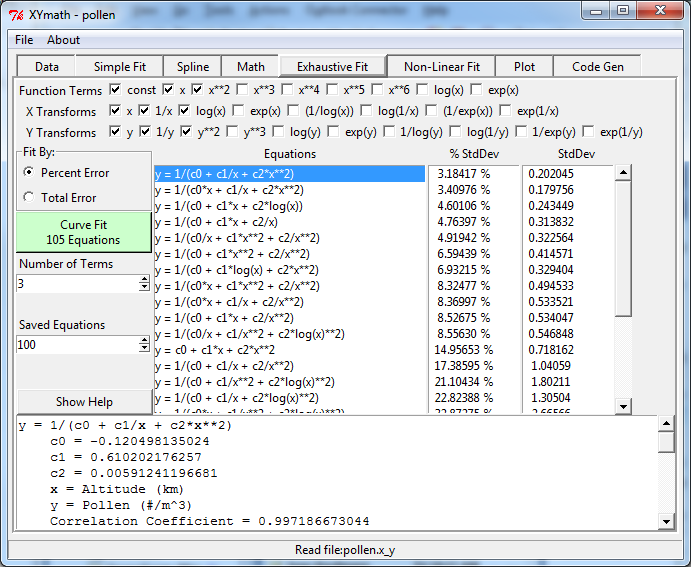 XYmath - pollen
File About
Data Simple Fit Spline Math Exhaustive Fit Non-Linear Fit Plot Code Gen
Function Terms const x x**2 x**3 x**4 x**5 x**6 log(x) exp(x)
X Transforms x 1/x log(x) exp(x) (1/log(x)) log(1/x) (1/exp(x)) exp(1/x)
Y Transforms y 1/y y**2 y**3 log(y) exp(y) 1/log(y) log(1/y) 1/exp(y) exp(1/y)
Fit By:
Percent Error
Total Error
Curve Fit
105 Equations
Number of Terms
3
Saved Equations
100
Show Help
Equations % StdDev StdDev
y = 1/(c0 + c1/x + c2*x**2) 3.18417 % 0.202045
y = 1/(c0*x + c1/x + c2*x**2) 3.40976 % 0.179756
y = 1/(c0 + c1*x + c2*log(x)) 4.60106 % 0.243449
y = 1/(c0 + c1*x + c2/x) 4.76397 % 0.313832
y = 1/(c0/x + c1*x**2 + c2/x**2) 4.91942 % 0.322564
y = 1/(c0 + c1*x**2 + c2/x**2) 6.59439 % 0.414571
y = 1/(c0 + c1*log(x) + c2*x**2) 6.93215 % 0.329404
y = 1/(c0*x + c1*x**2 + c2/x**2) 8.32477 % 0.494533
y = 1/(c0*x + c1/x + c2/x**2) 8.36997 % 0.533521
y = 1/(c0 + c1*x + c2/x**2) 8.52675 % 0.534047
y = 1/(c0/x + c1/x**2 + c2*log(x)**2) 8.55630 % 0.546848
y = c0 + c1*x + c2*x**2 14.95653 % 0.718162
y = 1/(c0 + c1/x + c2/x**2) 17.38595 % 1.04059
y = 1/(c0 + c1/x**2 + c2*log(x)**2) 21.10434 % 1.80211
y = 1/(c0 + c1/x + c2*log(x)**2) 22.82388 % 1.30504
y = 1/(c0 + c1/x + c2*x**2)
c0 = -0.120498135024
c1 = 0.610202176257
c2 = 0.00591241196681
x = Altitude (km)
y = Pollen (#/m^3)
Correlation Coefficient = 0.997186673044
Read file:pollen.x_y